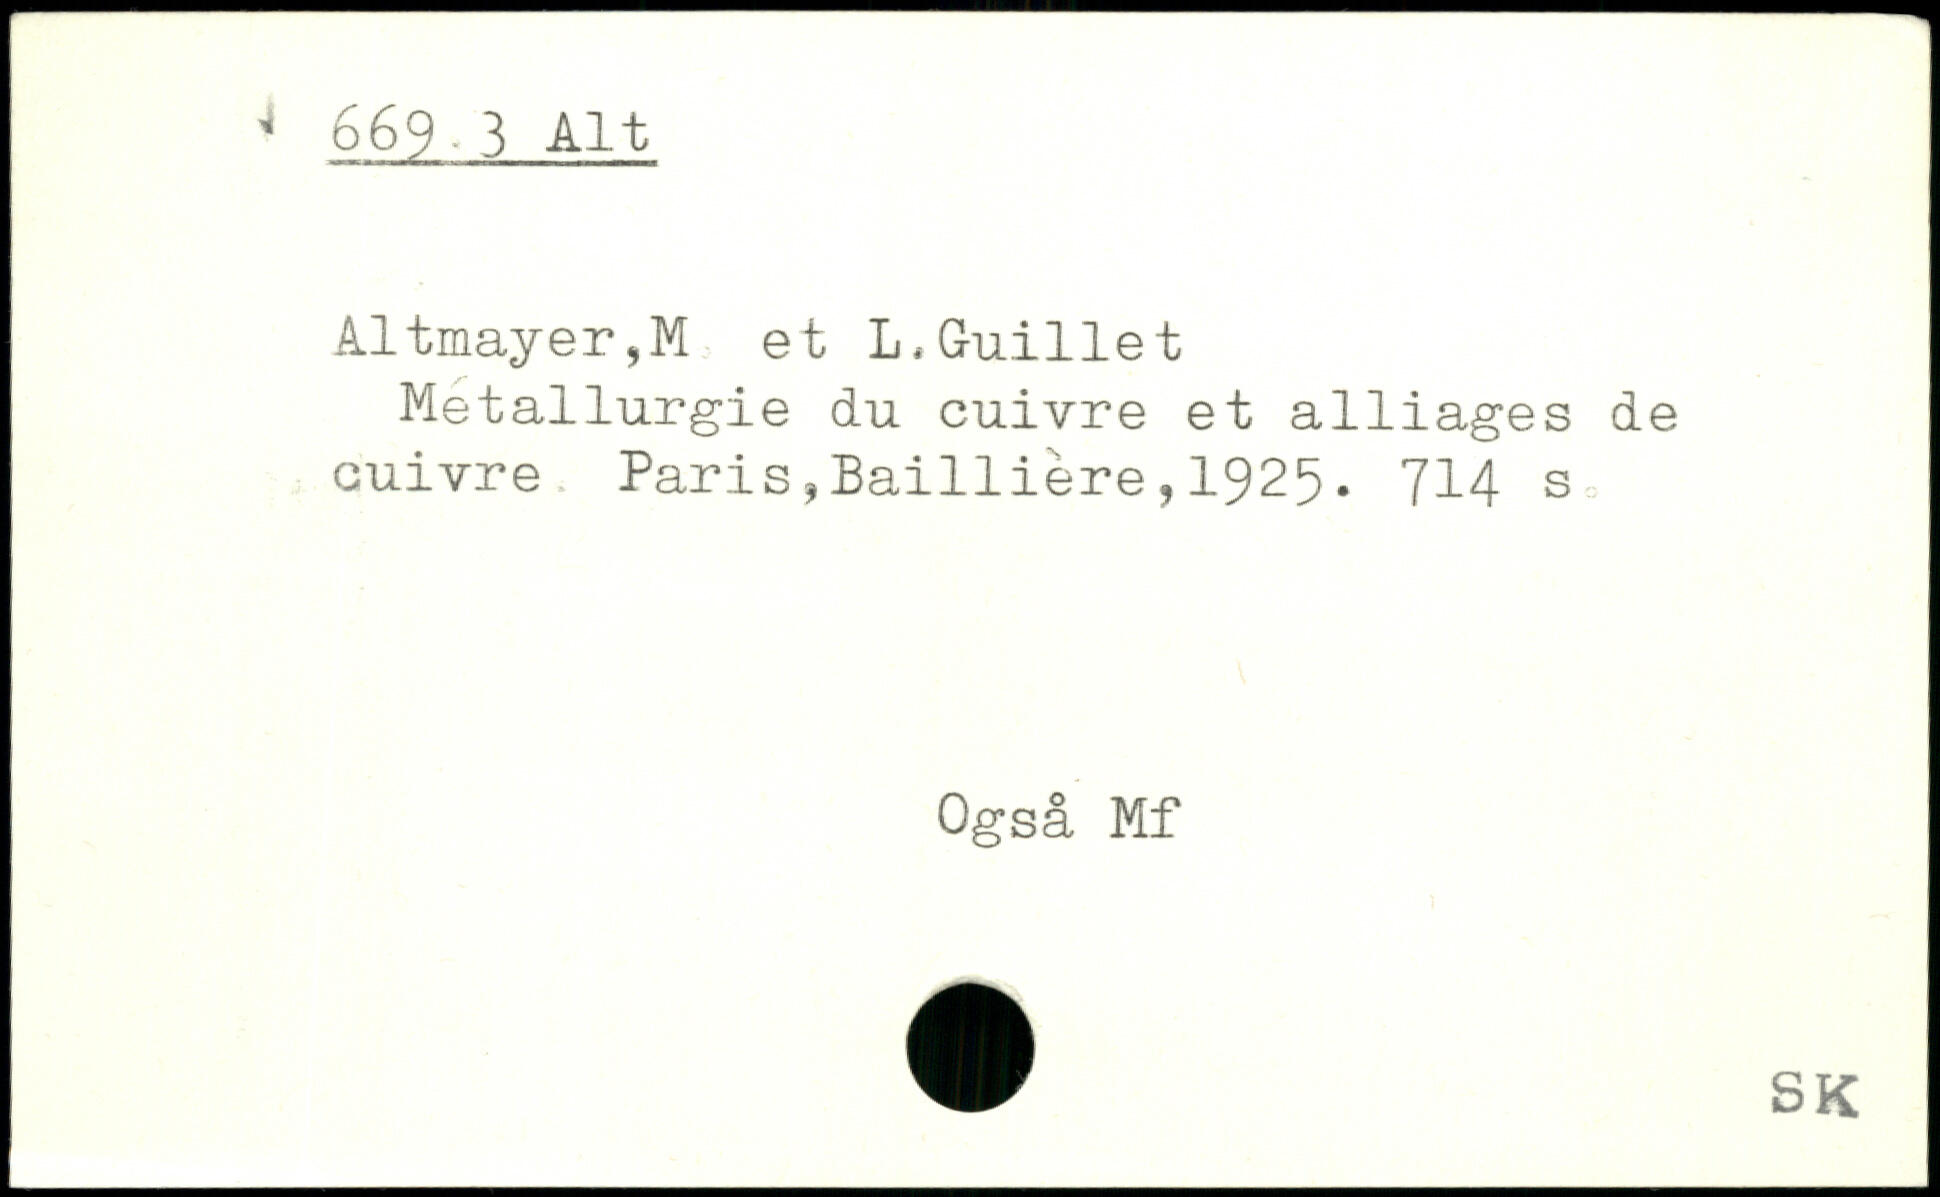 669.3 Alt
Altmayer,M. et L.Guillet
Métallurgie du cuivre et alliages de
cuivre. Paris,Baillière,1925. 714 s.
Også Mf
SK